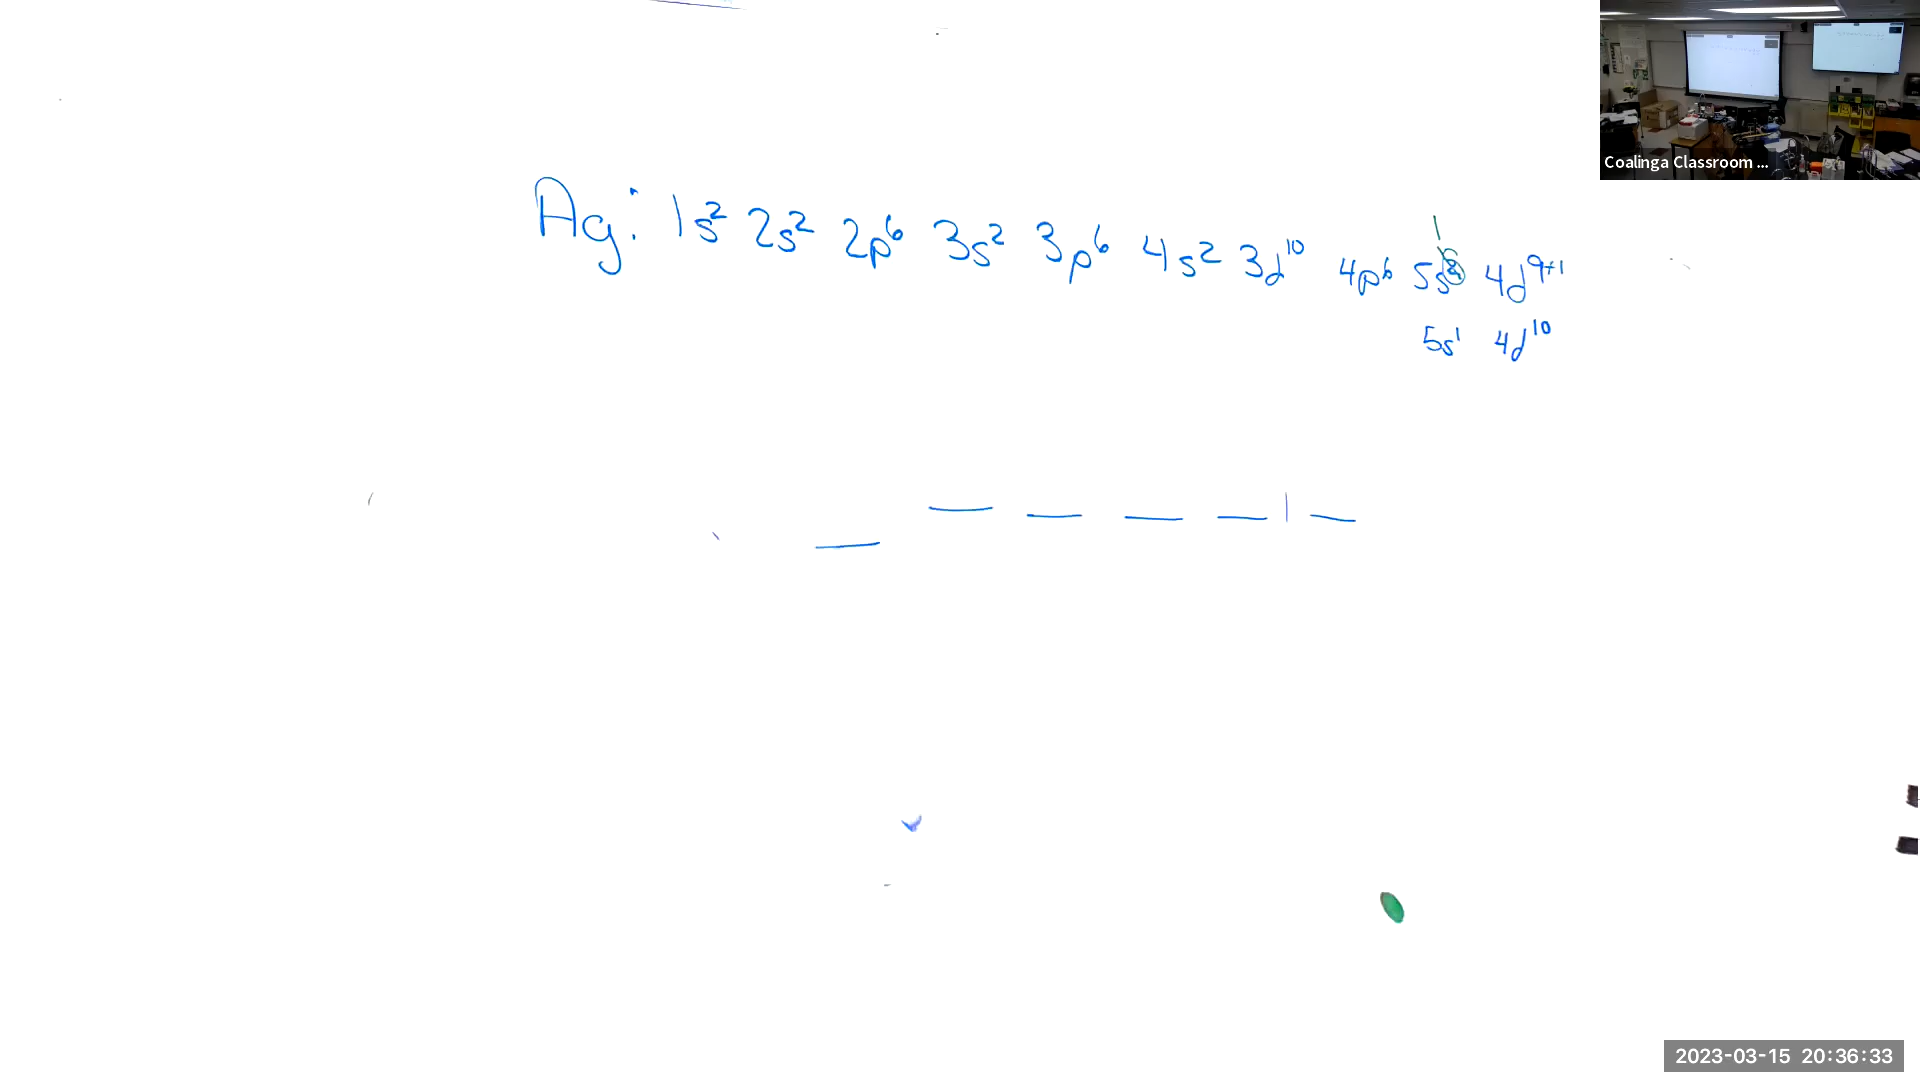 Ag: 1s² 2s² 2p⁶ 3s² 3p⁶ 4s² 3d¹⁰ 4p⁶ 5s² 4d⁹⁺¹
1
5s¹ 4d¹⁰
Coalinga Classroom ...
2023-03-15 20:36:33